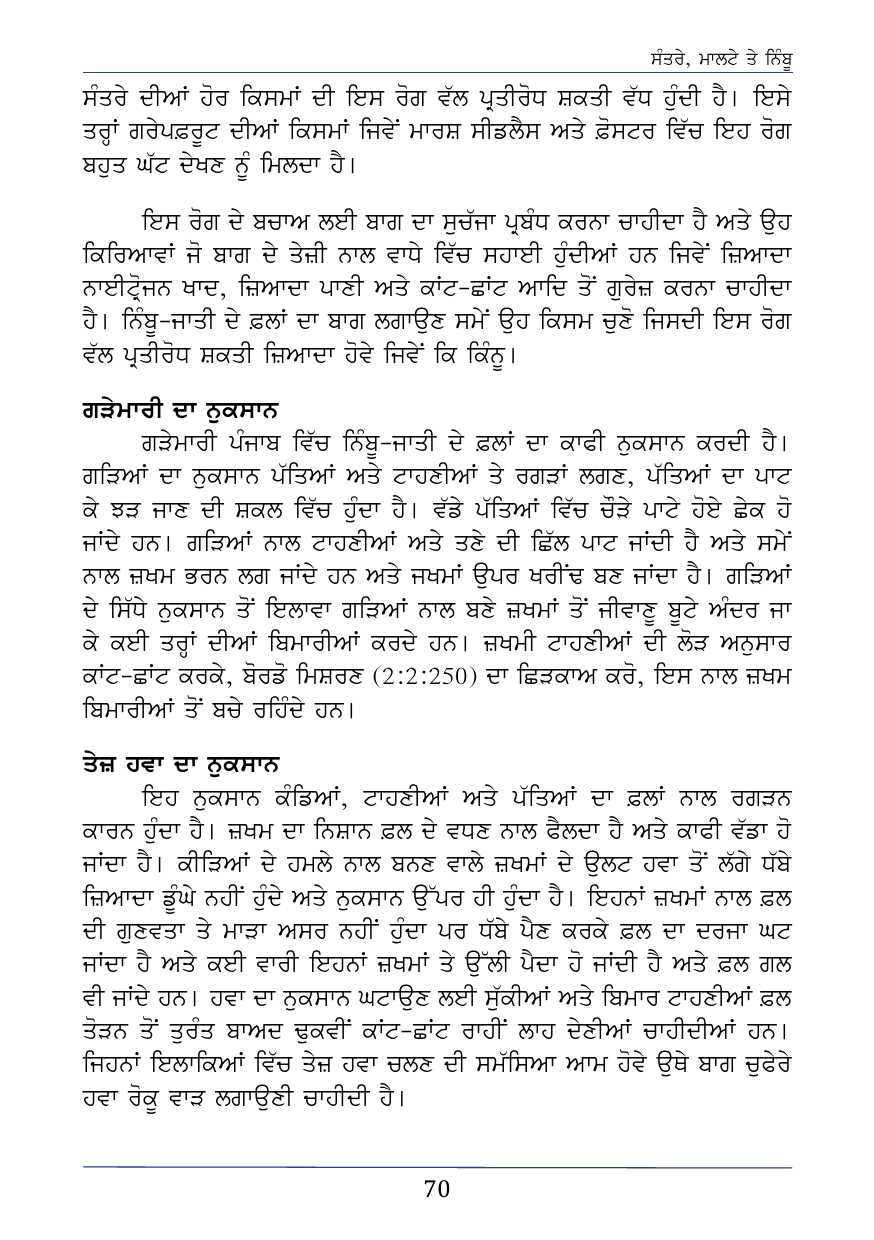 ਸੰਤਰੇ, ਮਾਲਟੇ ਤੇ ਨਿੰਬੂ
ਸੰਤਰੇ ਦੀਆਂ ਹੋਰ ਕਿਸਮਾਂ ਦੀ ਇਸ ਰੋਗ ਵੱਲ ਪ੍ਰਤੀਰੋਧ ਸ਼ਕਤੀ ਵੱਧ ਹੁੰਦੀ ਹੈ। ਇਸੇ
ਤਰ੍ਹਾਂ ਗਰੇਪਫ਼ਰੂਟ ਦੀਆਂ ਕਿਸਮਾਂ ਜਿਵੇਂ ਮਾਰਸ਼ ਸੀਡਲੈਸ ਅਤੇ ਫ਼ੋਸਟਰ ਵਿੱਚ ਇਹ ਰੋਗ
ਬਹੁਤ ਘੱਟ ਦੇਖਣ ਨੂੰ ਮਿਲਦਾ ਹੈ।
ਇਸ ਰੋਗ ਦੇ ਬਚਾਅ ਲਈ ਬਾਗ ਦਾ ਸੁਚੱਜਾ ਪ੍ਰਬੰਧ ਕਰਨਾ ਚਾਹੀਦਾ ਹੈ ਅਤੇ ਉਹ
ਕਿਰਿਆਵਾਂ ਜੋ ਬਾਗ ਦੇ ਤੇਜ਼ੀ ਨਾਲ ਵਾਧੇ ਵਿੱਚ ਸਹਾਈ ਹੁੰਦੀਆਂ ਹਨ ਜਿਵੇਂ ਜ਼ਿਆਦਾ
ਨਾਈਟ੍ਰੋਜਨ ਖਾਦ, ਜ਼ਿਆਦਾ ਪਾਣੀ ਅਤੇ ਕਾਂਟ-ਛਾਂਟ ਆਦਿ ਤੋਂ ਗੁਰੇਜ਼ ਕਰਨਾ ਚਾਹੀਦਾ
ਹੈ। ਨਿੰਬੂ-ਜਾਤੀ ਦੇ ਫ਼ਲਾਂ ਦਾ ਬਾਗ ਲਗਾਉਣ ਸਮੇਂ ਉਹ ਕਿਸਮ ਚੁਣੋ ਜਿਸਦੀ ਇਸ ਰੋਗ
ਵੱਲ ਪ੍ਰਤੀਰੋਧ ਸ਼ਕਤੀ ਜ਼ਿਆਦਾ ਹੋਵੇ ਜਿਵੇਂ ਕਿ ਕਿੰਨੂ।
ਗੜੇਮਾਰੀ ਦਾ ਨੁਕਸਾਨ
ਗੜੇਮਾਰੀ ਪੰਜਾਬ ਵਿੱਚ ਨਿੰਬੂ-ਜਾਤੀ ਦੇ ਫ਼ਲਾਂ ਦਾ ਕਾਫੀ ਨੁਕਸਾਨ ਕਰਦੀ ਹੈ।
ਗੜਿਆਂ ਦਾ ਨੁਕਸਾਨ ਪੱਤਿਆਂ ਅਤੇ ਟਾਹਣੀਆਂ ਤੇ ਰਗੜਾਂ ਲਗਣ, ਪੱਤਿਆਂ ਦਾ ਪਾਟ
ਕੇ ਝੜ ਜਾਣ ਦੀ ਸ਼ਕਲ ਵਿੱਚ ਹੁੰਦਾ ਹੈ। ਵੱਡੇ ਪੱਤਿਆਂ ਵਿੱਚ ਚੌੜੇ ਪਾਟੇ ਹੋਏ ਛੇਕ ਹੋ
ਜਾਂਦੇ ਹਨ। ਗੜਿਆਂ ਨਾਲ ਟਾਹਣੀਆਂ ਅਤੇ ਤਣੇ ਦੀ ਛਿੱਲ ਪਾਟ ਜਾਂਦੀ ਹੈ ਅਤੇ ਸਮੇਂ
ਨਾਲ ਜ਼ਖਮ ਭਰਨ ਲਗ ਜਾਂਦੇ ਹਨ ਅਤੇ ਜਖਮਾਂ ਉਪਰ ਖਰੀਂਢ ਬਣ ਜਾਂਦਾ ਹੈ। ਗੜਿਆਂ
ਦੇ ਸਿੱਧੇ ਨੁਕਸਾਨ ਤੋਂ ਇਲਾਵਾ ਗੜਿਆਂ ਨਾਲ ਬਣੇ ਜ਼ਖਮਾਂ ਤੋਂ ਜੀਵਾਣੂ ਬੂਟੇ ਅੰਦਰ ਜਾ
ਕੇ ਕਈ ਤਰ੍ਹਾਂ ਦੀਆਂ ਬਿਮਾਰੀਆਂ ਕਰਦੇ ਹਨ। ਜ਼ਖਮੀ ਟਾਹਣੀਆਂ ਦੀ ਲੋੜ ਅਨੁਸਾਰ
ਕਾਂਟ-ਛਾਂਟ ਕਰਕੇ, ਬੋਰਡੋ ਮਿਸ਼ਰਣ (2:2:250) ਦਾ ਛਿੜਕਾਅ ਕਰੋ, ਇਸ ਨਾਲ ਜ਼ਖਮ
ਬਿਮਾਰੀਆਂ ਤੋਂ ਬਚੇ ਰਹਿੰਦੇ ਹਨ।
ਤੇਜ਼ ਹਵਾ ਦਾ ਨੁਕਸਾਨ
ਇਹ ਨੁਕਸਾਨ ਕੰਡਿਆਂ, ਟਾਹਣੀਆਂ ਅਤੇ ਪੱਤਿਆਂ ਦਾ ਫ਼ਲਾਂ ਨਾਲ ਰਗੜਨ
ਕਾਰਨ ਹੁੰਦਾ ਹੈ। ਜ਼ਖਮ ਦਾ ਨਿਸ਼ਾਨ ਫ਼ਲ ਦੇ ਵਧਣ ਨਾਲ ਫੈਲਦਾ ਹੈ ਅਤੇ ਕਾਫੀ ਵੱਡਾ ਹੋ
ਜਾਂਦਾ ਹੈ। ਕੀੜਿਆਂ ਦੇ ਹਮਲੇ ਨਾਲ ਬਨਣ ਵਾਲੇ ਜ਼ਖਮਾਂ ਦੇ ਉਲਟ ਹਵਾ ਤੋਂ ਲੱਗੇ ਧੱਬੇ
ਜ਼ਿਆਦਾ ਡੂੰਘੇ ਨਹੀਂ ਹੁੰਦੇ ਅਤੇ ਨੁਕਸਾਨ ਉੱਪਰ ਹੀ ਹੁੰਦਾ ਹੈ। ਇਹਨਾਂ ਜ਼ਖਮਾਂ ਨਾਲ ਫ਼ਲ
ਦੀ ਗੁਣਵਤਾ ਤੇ ਮਾੜਾ ਅਸਰ ਨਹੀਂ ਹੁੰਦਾ ਪਰ ਧੱਬੇ ਪੈਣ ਕਰਕੇ ਫ਼ਲ ਦਾ ਦਰਜਾ ਘਟ
ਜਾਂਦਾ ਹੈ ਅਤੇ ਕਈ ਵਾਰੀ ਇਹਨਾਂ ਜ਼ਖਮਾਂ ਤੇ ਉੱਲੀ ਪੈਦਾ ਹੋ ਜਾਂਦੀ ਹੈ ਅਤੇ ਫ਼ਲ ਗਲ
ਵੀ ਜਾਂਦੇ ਹਨ। ਹਵਾ ਦਾ ਨੁਕਸਾਨ ਘਟਾਉਣ ਲਈ ਸੁੱਕੀਆਂ ਅਤੇ ਬਿਮਾਰ ਟਾਹਣੀਆਂ ਫ਼ਲ
ਤੋੜਨ ਤੋਂ ਤੁਰੰਤ ਬਾਅਦ ਢੁਕਵੀਂ ਕਾਂਟ-ਛਾਂਟ ਰਾਹੀਂ ਲਾਹ ਦੇਣੀਆਂ ਚਾਹੀਦੀਆਂ ਹਨ।
ਜਿਹਨਾਂ ਇਲਾਕਿਆਂ ਵਿੱਚ ਤੇਜ਼ ਹਵਾ ਚਲਣ ਦੀ ਸਮੱਸਿਆ ਆਮ ਹੋਵੇ ਉਥੇ ਬਾਗ ਚੁਫੇਰੇ
ਹਵਾ ਰੋਕੂ ਵਾੜ ਲਗਾਉਣੀ ਚਾਹੀਦੀ ਹੈ।
70